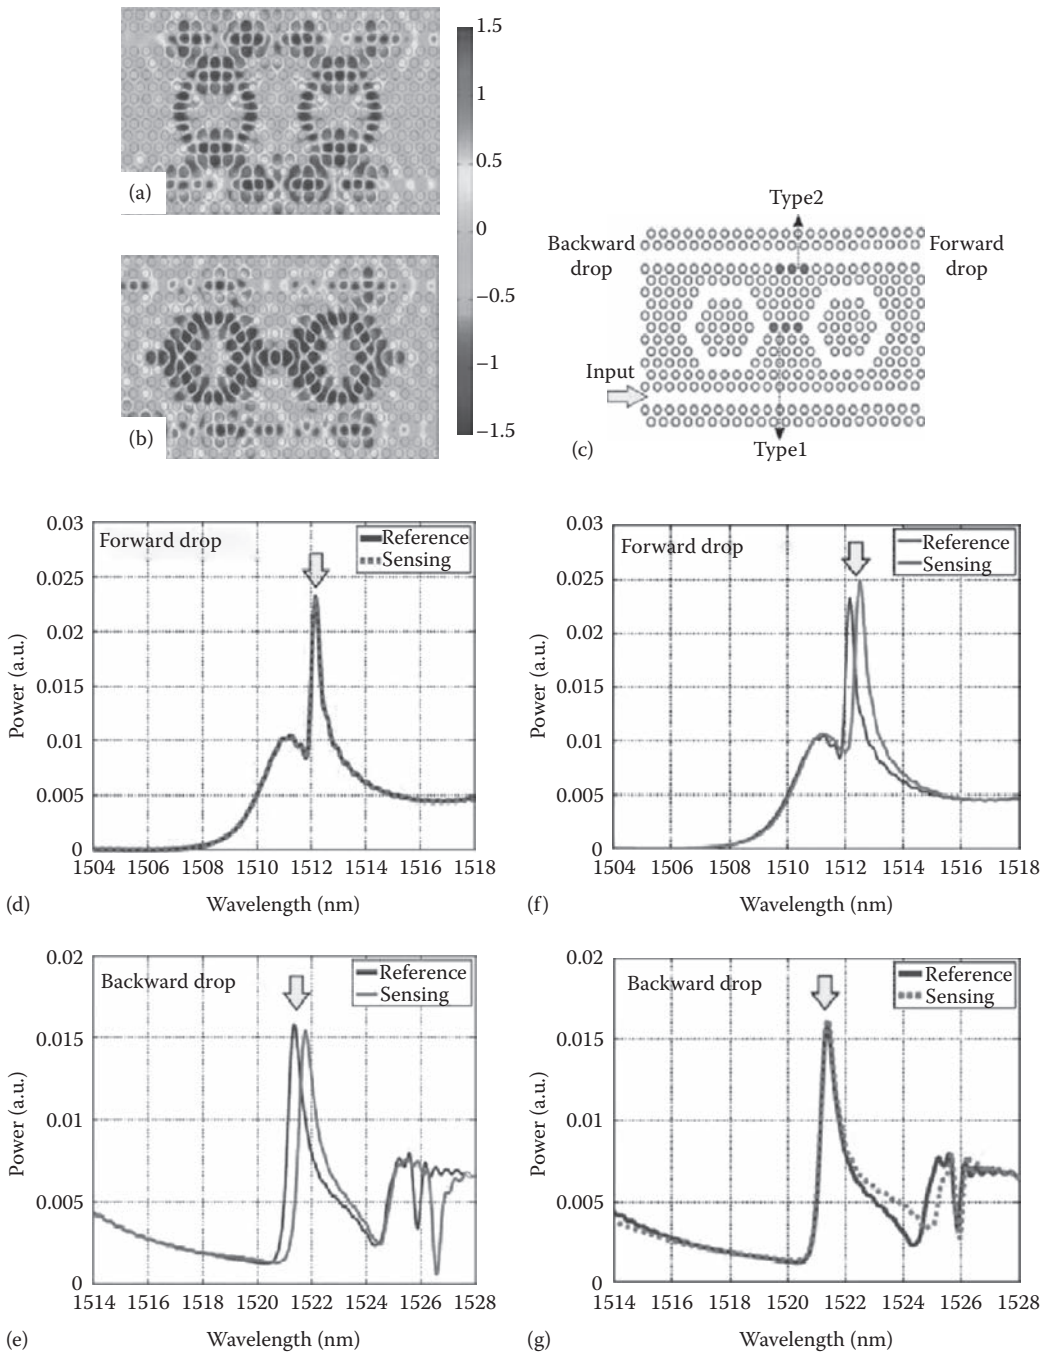 1.5
1
0.5
0
−0.5
−1
−1.5
(a)
(b)
Type2
Backward drop
Forward drop
Input
Type1
(c)
0.03
0.025
0.02
0.015
0.01
0.005
0
Power (a.u.)
Forward drop
Reference
Sensing
1504 1506 1508 1510 1512 1514 1516 1518
Wavelength (nm)
(d)
0.03
0.025
0.02
0.015
0.01
0.005
0
Power (a.u.)
Forward drop
Reference
Sensing
1504 1506 1508 1510 1512 1514 1516 1518
Wavelength (nm)
(f)
0.02
0.015
0.01
0.005
0
Power (a.u.)
Backward drop
Reference
Sensing
1514 1516 1518 1520 1522 1524 1526 1528
Wavelength (nm)
(e)
0.02
0.015
0.01
0.005
0
Power (a.u.)
Backward drop
Reference
Sensing
1514 1516 1518 1520 1522 1524 1526 1528
Wavelength (nm)
(g)